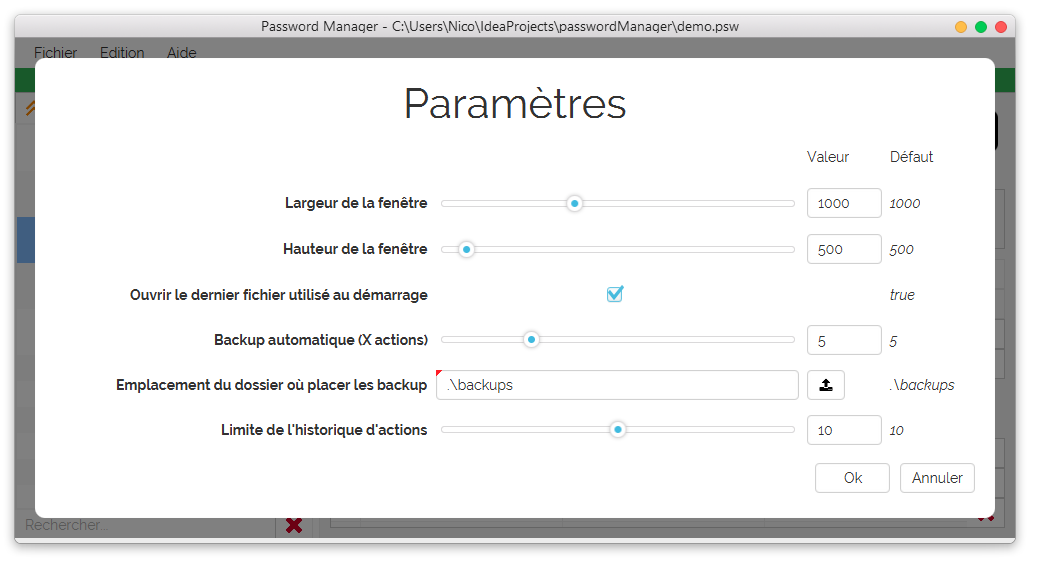 Password Manager - C:\Users\Nico\IdeaProjects\passwordManager\demo.psw
Fichier Edition Aide
Paramètres
Valeur Défaut
Largeur de la fenêtre 1000 1000
Hauteur de la fenêtre 500 500
Ouvrir le dernier fichier utilisé au démarrage true
Backup automatique (X actions) 5 5
Emplacement du dossier où placer les backup .\backups .\backups
Limite de l'historique d'actions 10 10
Ok Annuler
Rechercher...